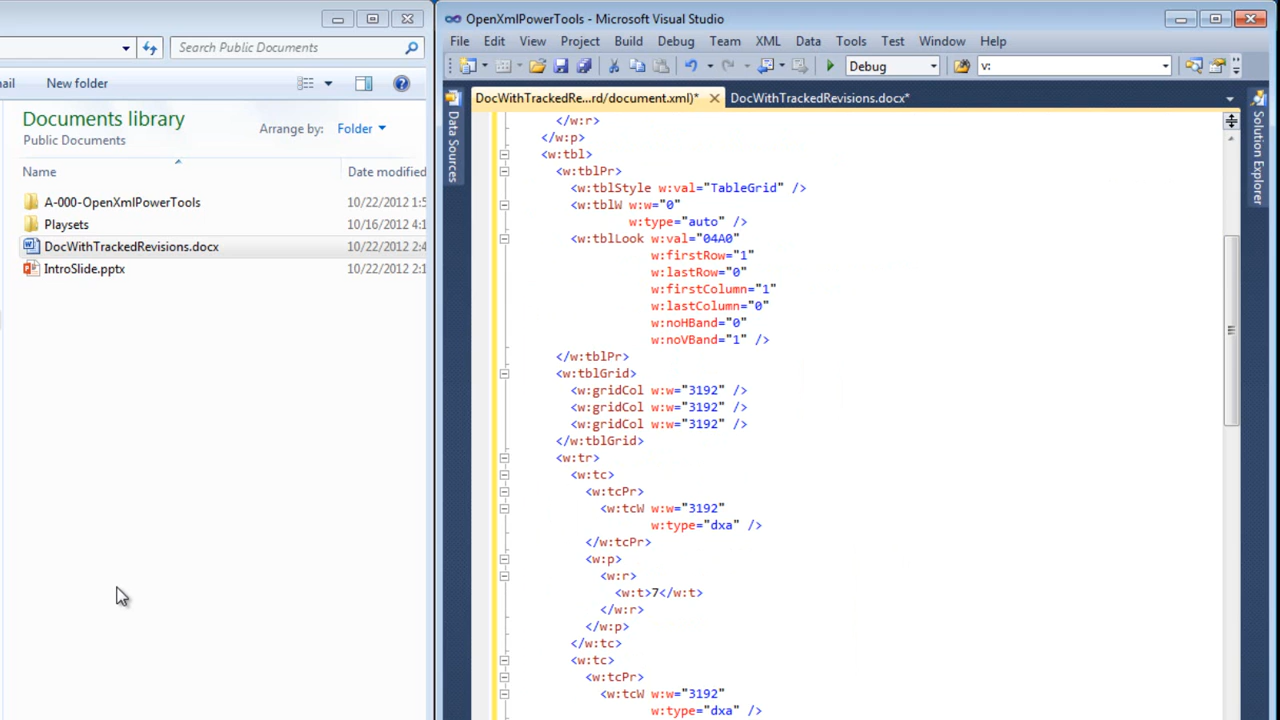 Search Public Documents
ail
New folder
Documents library
Public Documents
Arrange by:
Folder
Name
Date modified
A-000-OpenXmlPowerTools
10/22/2012 1:5
Playsets
10/16/2012 4:1
DocWithTrackedRevisions.docx
10/22/2012 2:4
IntroSlide.pptx
10/22/2012 2:1
OpenXmlPowerTools - Microsoft Visual Studio
File Edit View Project Build Debug Team XML Data Tools Test Window Help
Debug
v:
DocWithTrackedRe...rd/document.xml)*
DocWithTrackedRevisions.docx*
Data Sources
Solution Explorer
</w:r>
</w:p>
<w:tbl>
<w:tblPr>
<w:tblStyle w:val="TableGrid" />
<w:tblW w:w="0"
w:type="auto" />
<w:tblLook w:val="04A0"
w:firstRow="1"
w:lastRow="0"
w:firstColumn="1"
w:lastColumn="0"
w:noHBand="0"
w:noVBand="1" />
</w:tblPr>
<w:tblGrid>
<w:gridCol w:w="3192" />
<w:gridCol w:w="3192" />
<w:gridCol w:w="3192" />
</w:tblGrid>
<w:tr>
<w:tc>
<w:tcPr>
<w:tcW w:w="3192"
w:type="dxa" />
</w:tcPr>
<w:p>
<w:r>
<w:t>7</w:t>
</w:r>
</w:p>
</w:tc>
<w:tc>
<w:tcPr>
<w:tcW w:w="3192"
w:type="dxa" />